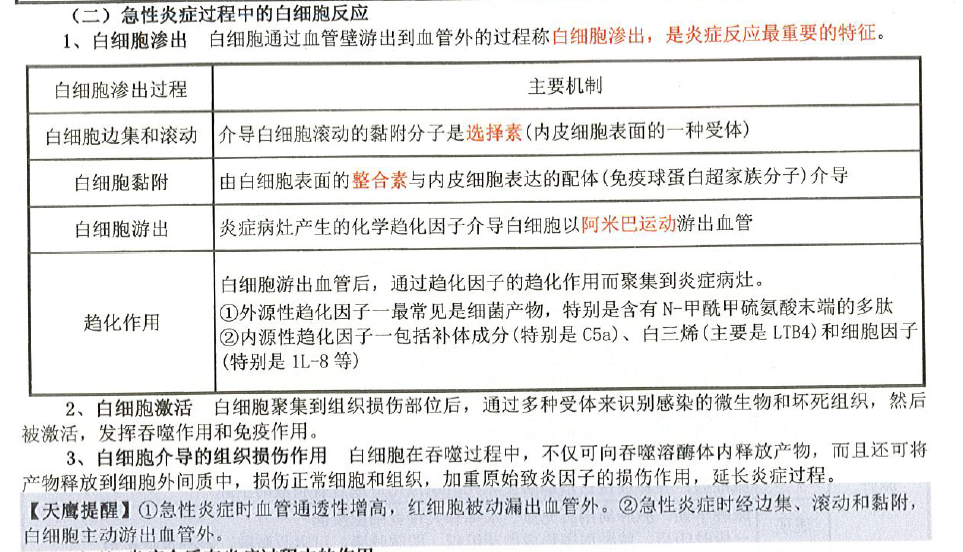 （二）急性炎症过程中的白细胞反应
1、白细胞渗出 白细胞通过血管壁游出到血管外的过程称白细胞渗出，是炎症反应最重要的特征。
白细胞渗出过程 主要机制
白细胞边集和滚动 介导白细胞滚动的黏附分子是选择素(内皮细胞表面的一种受体)
白细胞黏附 由白细胞表面的整合素与内皮细胞表达的配体(免疫球蛋白超家族分子)介导
白细胞游出 炎症病灶产生的化学趋化因子介导白细胞以阿米巴运动游出血管
趋化作用
白细胞游出血管后，通过趋化因子的趋化作用而聚集到炎症病灶。
①外源性趋化因子一最常见是细菌产物，特别是含有 N-甲酰甲硫氨酸末端的多肽
②内源性趋化因子一包括补体成分(特别是 C5a)、白三烯(主要是 LTB4)和细胞因子
(特别是 1L-8 等)
2、白细胞激活 白细胞聚集到组织损伤部位后，通过多种受体来识别感染的微生物和坏死组织，然后
被激活，发挥吞噬作用和免疫作用。
3、白细胞介导的组织损伤作用 白细胞在吞噬过程中，不仅可向吞噬溶酶体内释放产物，而且还可将
产物释放到细胞外间质中，损伤正常细胞和组织，加重原始致炎因子的损伤作用，延长炎症过程。
【天鹰提醒】①急性炎症时血管通透性增高，红细胞被动漏出血管外。②急性炎症时经边集、滚动和黏附，
白细胞主动游出血管外。